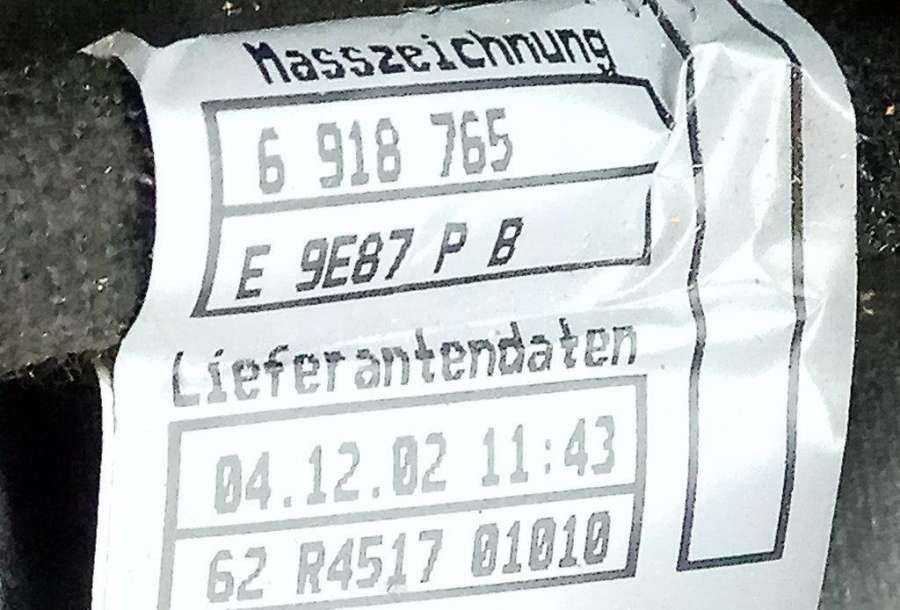 Masszeichnung
6 918 765
E 9E87 P B
Lieferantendaten
04.12.02 11:43
62 R4517 01010